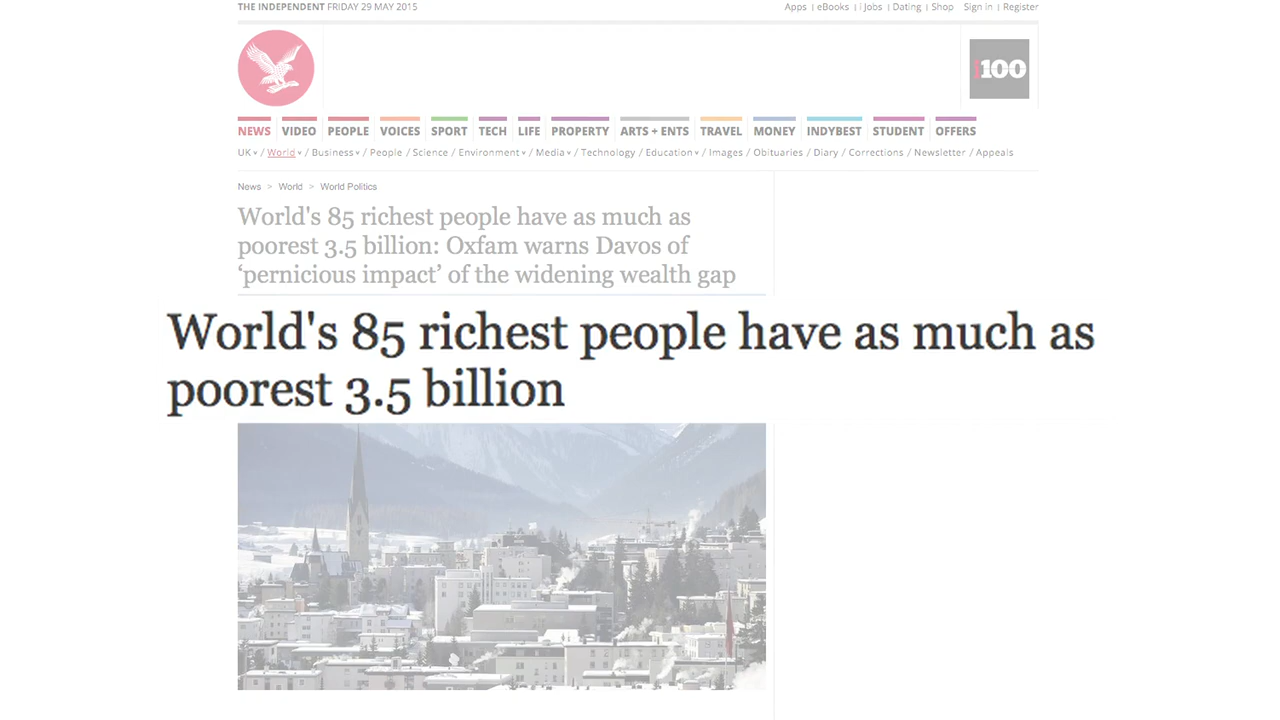 THE INDEPENDENT FRIDAY 29 MAY 2015
Apps | eBooks | i Jobs | Dating | Shop Sign in | Register
i100
NEWS VIDEO PEOPLE VOICES SPORT TECH LIFE PROPERTY ARTS + ENTS TRAVEL MONEY INDYBEST STUDENT OFFERS
UK / World / Business / People / Science / Environment / Media / Technology / Education / Images / Obituaries / Diary / Corrections / Newsletter / Appeals
News > World > World Politics
World's 85 richest people have as much as
poorest 3.5 billion: Oxfam warns Davos of
‘pernicious impact’ of the widening wealth gap
World's 85 richest people have as much as
poorest 3.5 billion